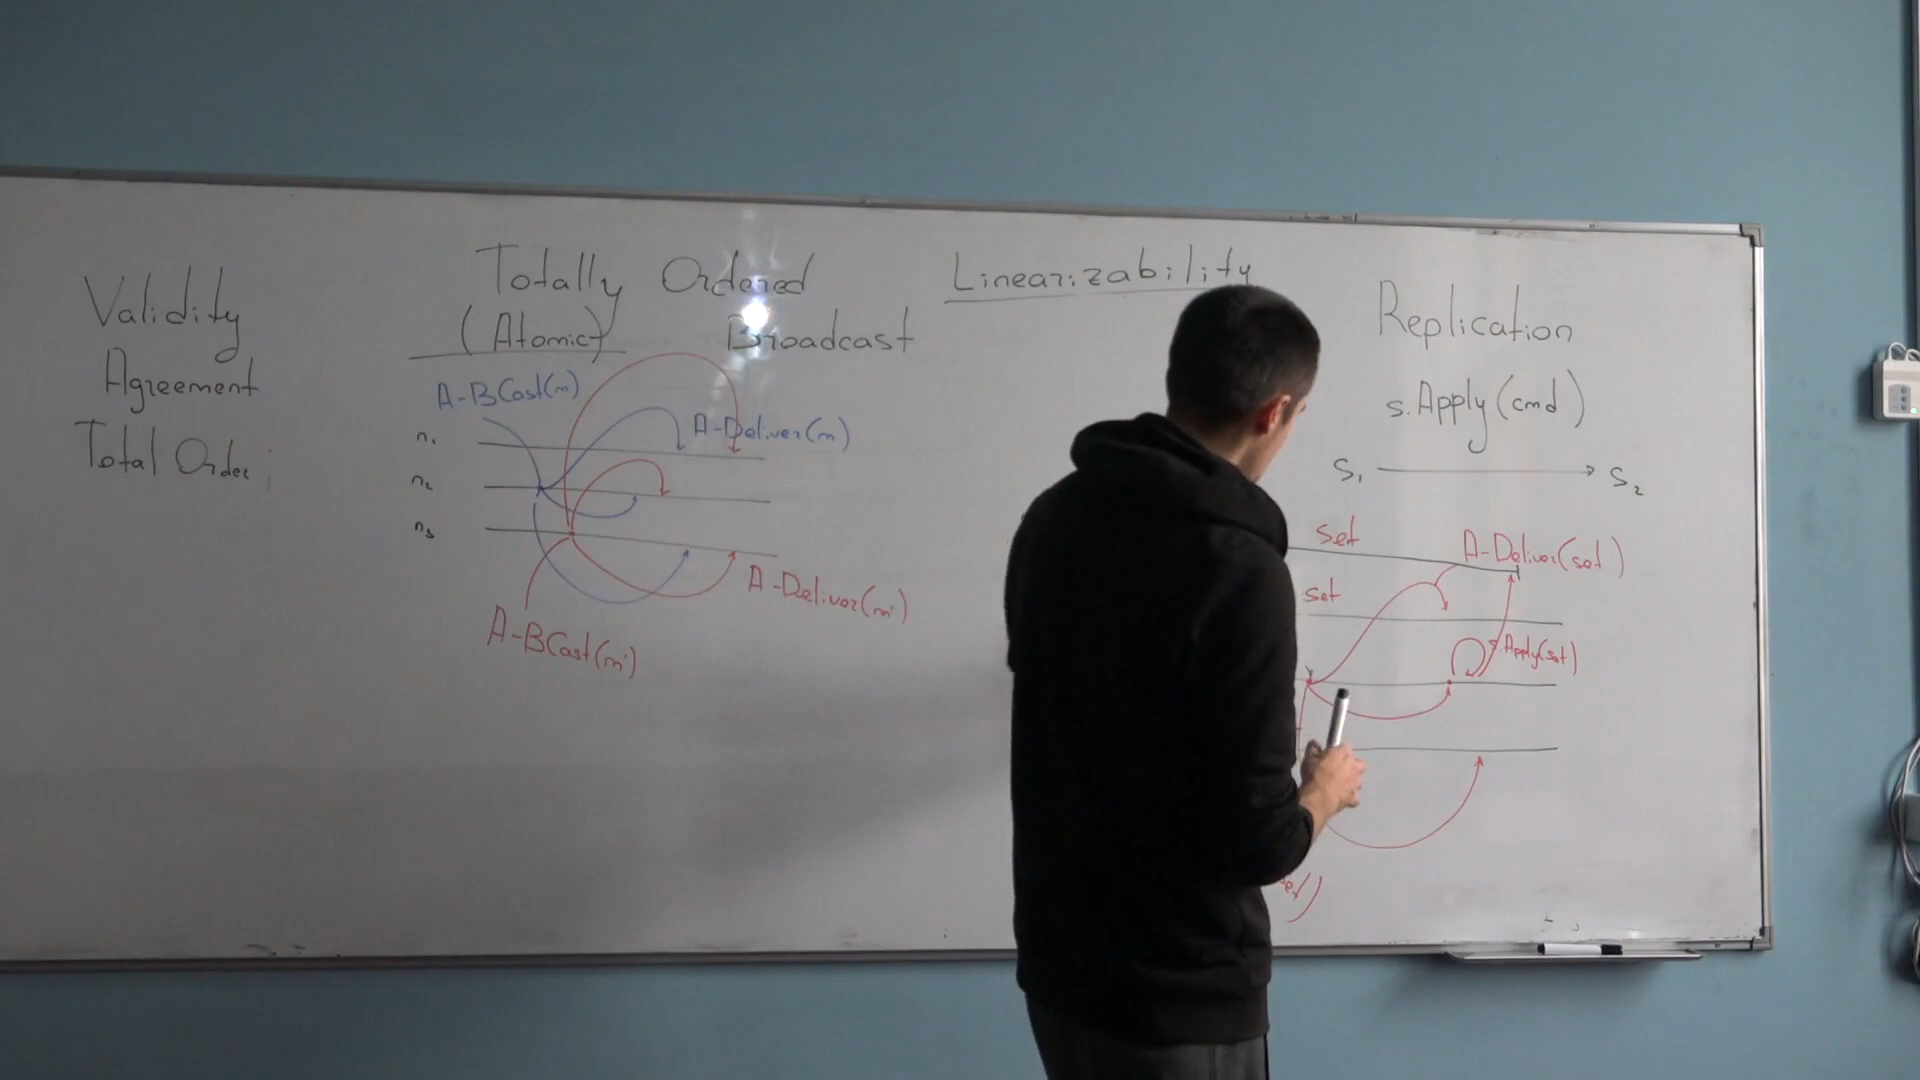 Validity
Agreement
Total Order
Totally Ordered
(Atomic) Broadcast
A-BCast(m)
A-Deliver(m)
n₁
n₂
n₃
A-Deliver(m')
A-BCast(m')
Linearizability
Replication
s.Apply(cmd)
S₁ S₂
set
A-Deliver(set)
set
s.Apply(set)